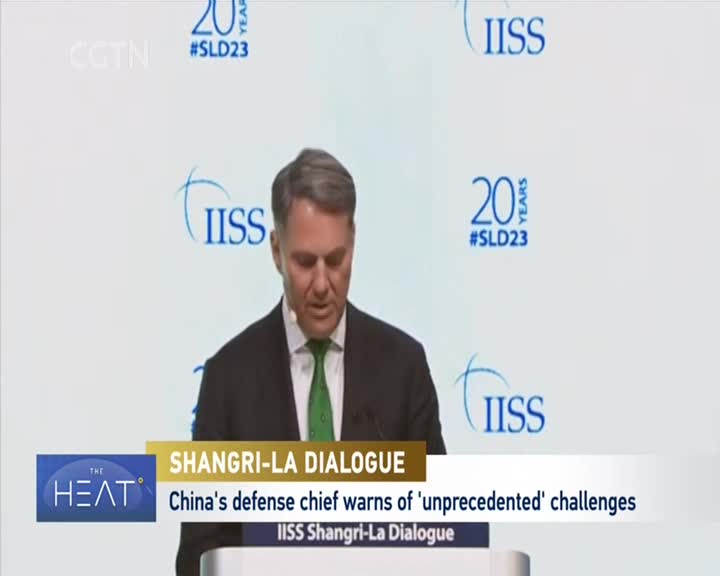 CGTN
20 YEARS
#SLD23
IISS
IISS
20 YEARS
#SLD23
IISS
SHANGRI-LA DIALOGUE
THE
HEAT
China's defense chief warns of 'unprecedented' challenges
IISS Shangri-La Dialogue